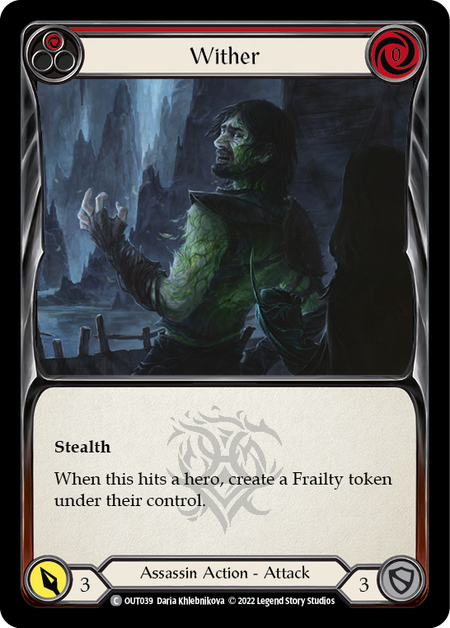 Wither
0
Stealth
When this hits a hero, create a Frailty token
under their control.
3
Assassin Action - Attack
3
C OUT039 Daria Khlebnikova © 2022 Legend Story Studios